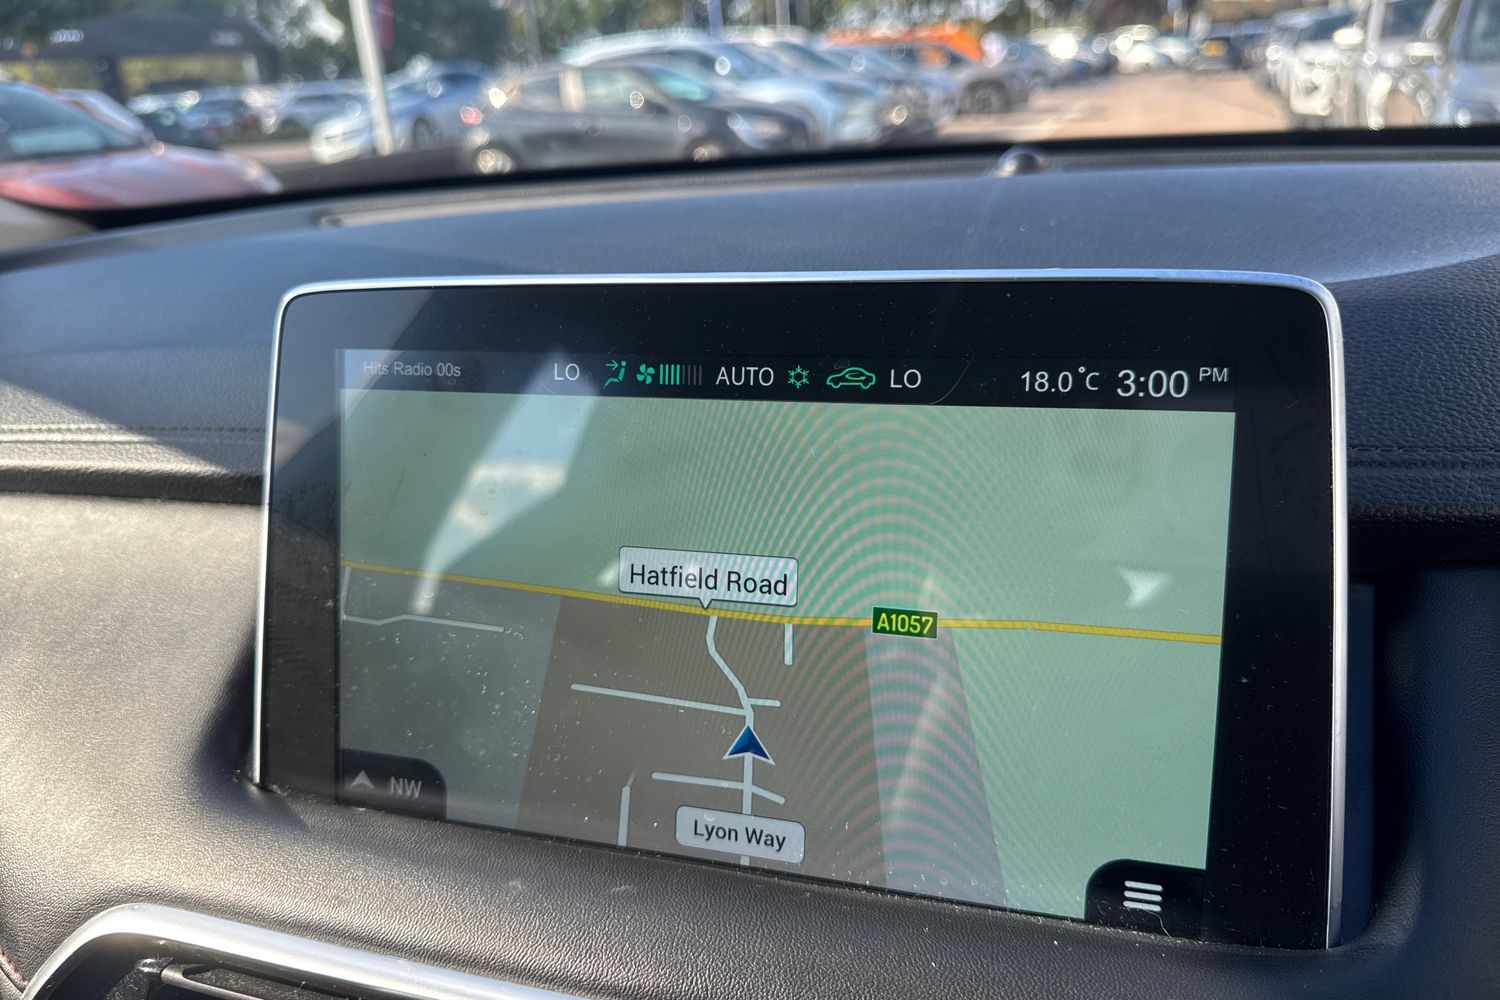 Hits Radio 00s LO AUTO LO 18.0°C 3:00 PM
Hatfield Road
A1057
NW
Lyon Way